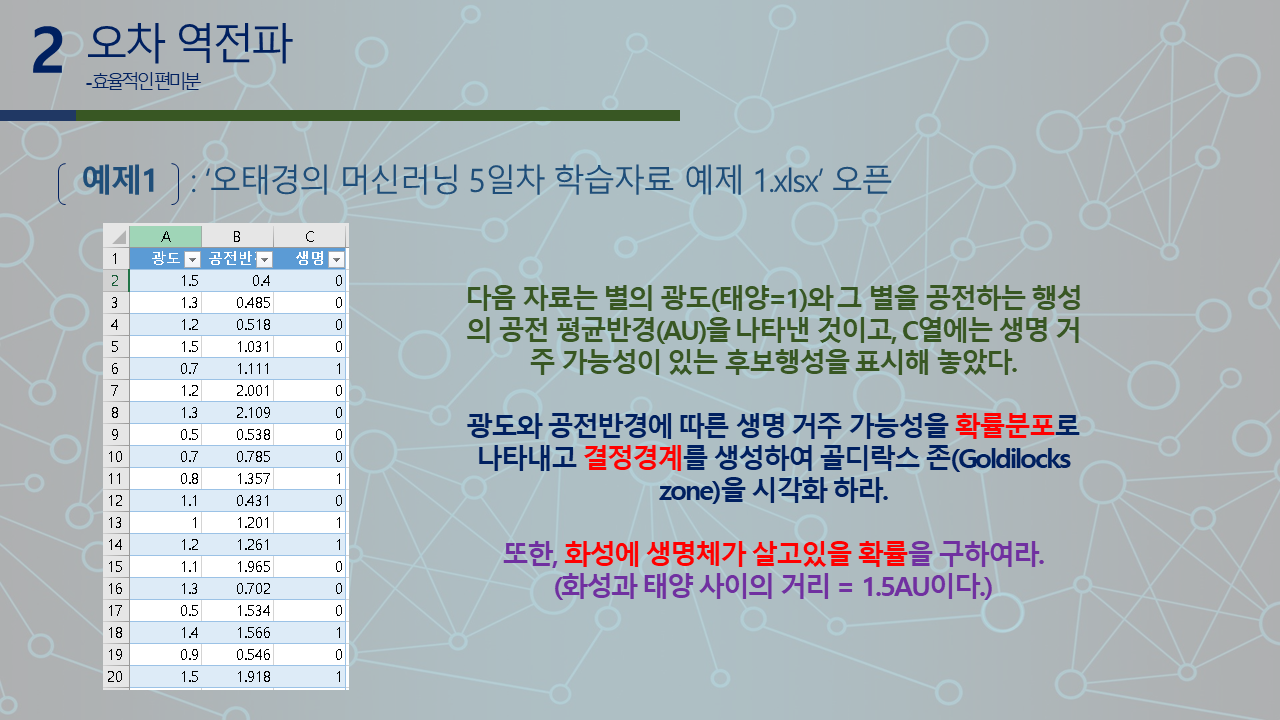 2 오차 역전파
-효율적인 편미분
예제1 : ‘오태경의 머신러닝 5일차 학습자료 예제 1.xlsx’ 오픈
A B C
1 광도 공전반경 생명
2 1.5 0.4 0
3 1.3 0.485 0
4 1.2 0.518 0
5 1.5 1.031 0
6 0.7 1.111 1
7 1.2 2.001 0
8 1.3 2.109 0
9 0.5 0.538 0
10 0.7 0.785 0
11 0.8 1.357 1
12 1.1 0.431 0
13 1 1.201 1
14 1.2 1.261 1
15 1.1 1.965 0
16 1.3 0.702 0
17 0.5 1.534 0
18 1.4 1.566 1
19 0.9 0.546 0
20 1.5 1.918 1
다음 자료는 별의 광도(태양=1)와 그 별을 공전하는 행성
의 공전 평균반경(AU)을 나타낸 것이고, C열에는 생명 거
주 가능성이 있는 후보행성을 표시해 놓았다.
광도와 공전반경에 따른 생명 거주 가능성을 확률분포로
나타내고 결정경계를 생성하여 골디락스 존(Goldilocks
zone)을 시각화 하라.
또한, 화성에 생명체가 살고있을 확률을 구하여라.
(화성과 태양 사이의 거리 = 1.5AU이다.)